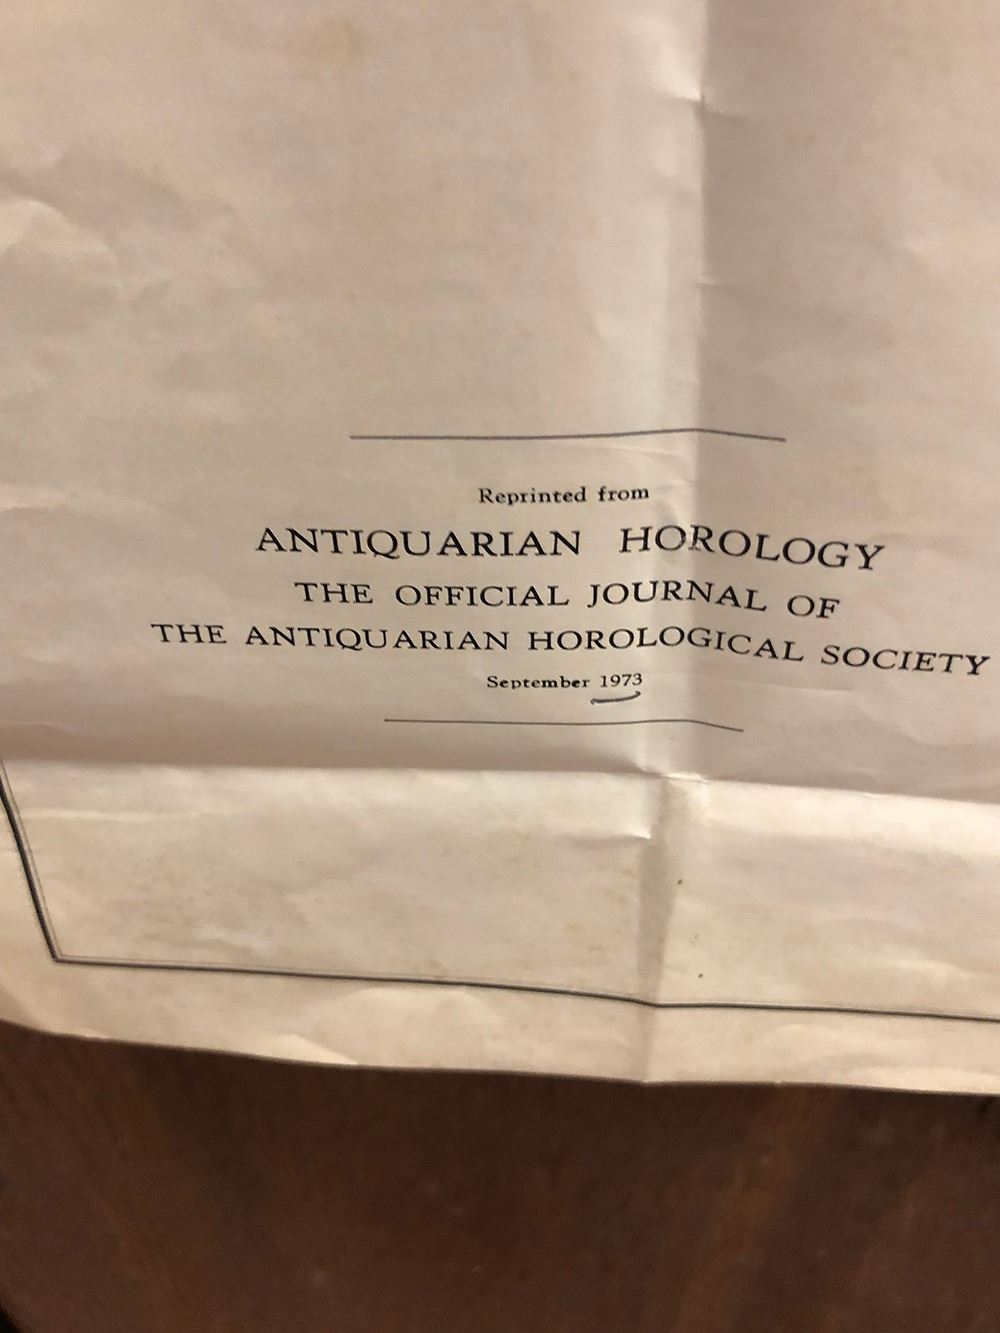 Reprinted from
ANTIQUARIAN HOROLOGY
THE OFFICIAL JOURNAL OF
THE ANTIQUARIAN HOROLOGICAL SOCIETY
September 1973